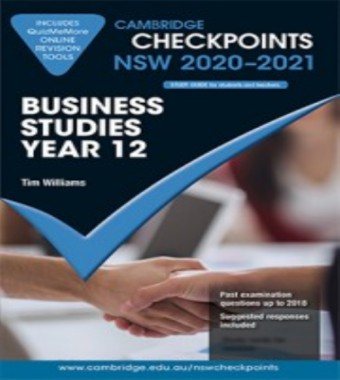 INCLUDES
QuizMeMore
ONLINE
REVISION
TOOLS
CAMBRIDGE
CHECKPOINTS
NSW 2020–2021
STUDY GUIDE for students and teachers
BUSINESS
STUDIES
YEAR 12
Tim Williams
Past examination
questions up to 2018
Suggested responses
included
www.cambridge.edu.au/nswcheckpoints